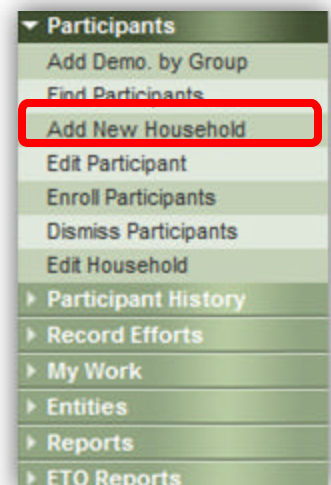 Participants
Add Demo. by Group
Find Participants
Add New Household
Edit Participant
Enroll Participants
Dismiss Participants
Edit Household
Participant History
Record Efforts
My Work
Entities
Reports
ETO Reports